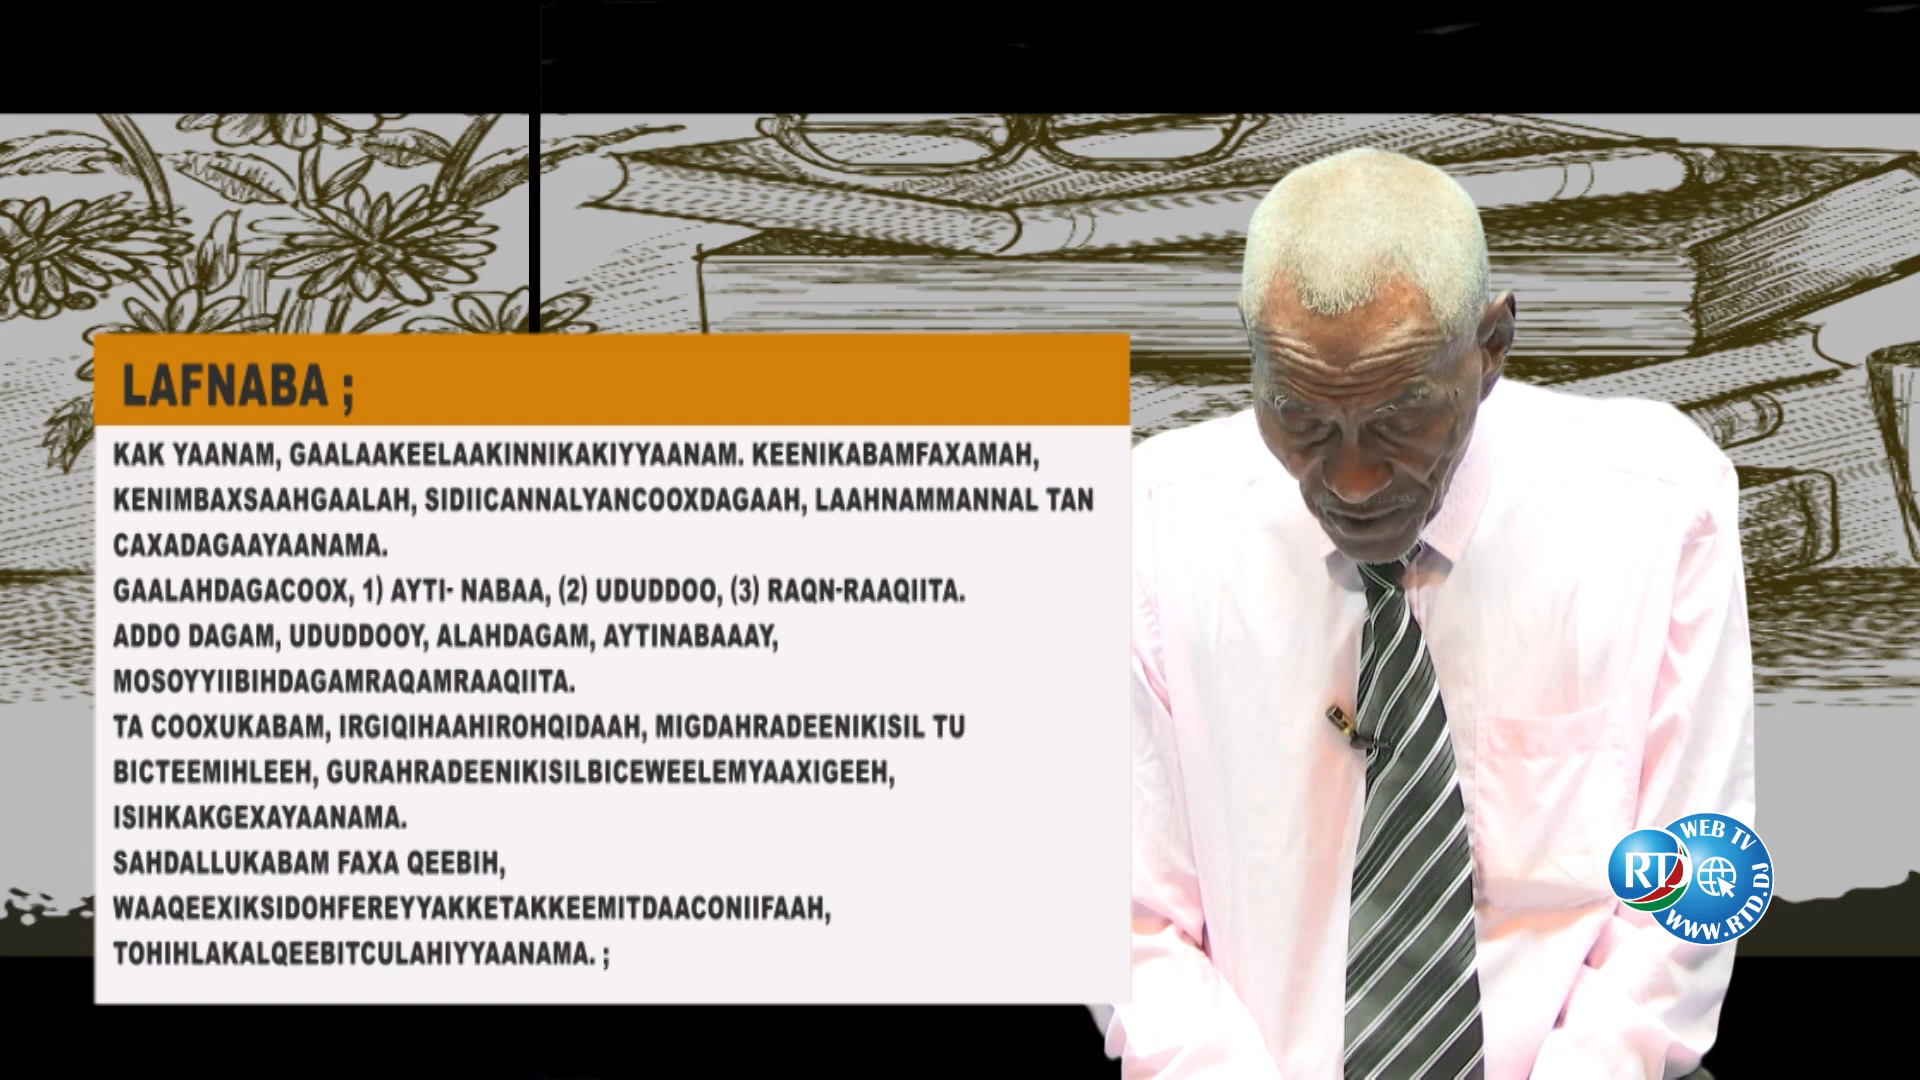 LAFNABA ;
KAK YAANAM, GAALAAKEELAAKINNIKAKIYYAANAM. KEENIKABAMFAXAMAH,
KENIMBAXSAAHGAALAH, SIDIICANNALYANCOOXDAGAAH, LAAHNAMMANNAL TAN
CAXADAGAAYAANAMA.
GAALAHDAGACOOX, 1) AYTI- NABAA, (2) UDUDDOO, (3) RAQN-RAAQIITA.
ADDO DAGAM, UDUDDOOY, ALAHDAGAM, AYTINABAAAY,
MOSOYYIIBIHDAGAMRAQAMRAAQIITA.
TA COOXUKABAM, IRGIQIHAAHIROHQIDAAH, MIGDAHRADEENIKISIL TU
BICTEEMIHLEEH, GURAHRADEENIKISILBICEWEELEMYAAXIGEEH,
ISIHKAKGEXAYAANAMA.
SAHDALLUKABAM FAXA QEEBIH,
WAAQEEXIKSIDOHFEREYYAKKETAKKEEMITDAACONIIFAAH,
TOHIHLAKALQEEBITCULAHIYYAANAMA. ;
WEB TV
RTD
WWW.RTD.DJ